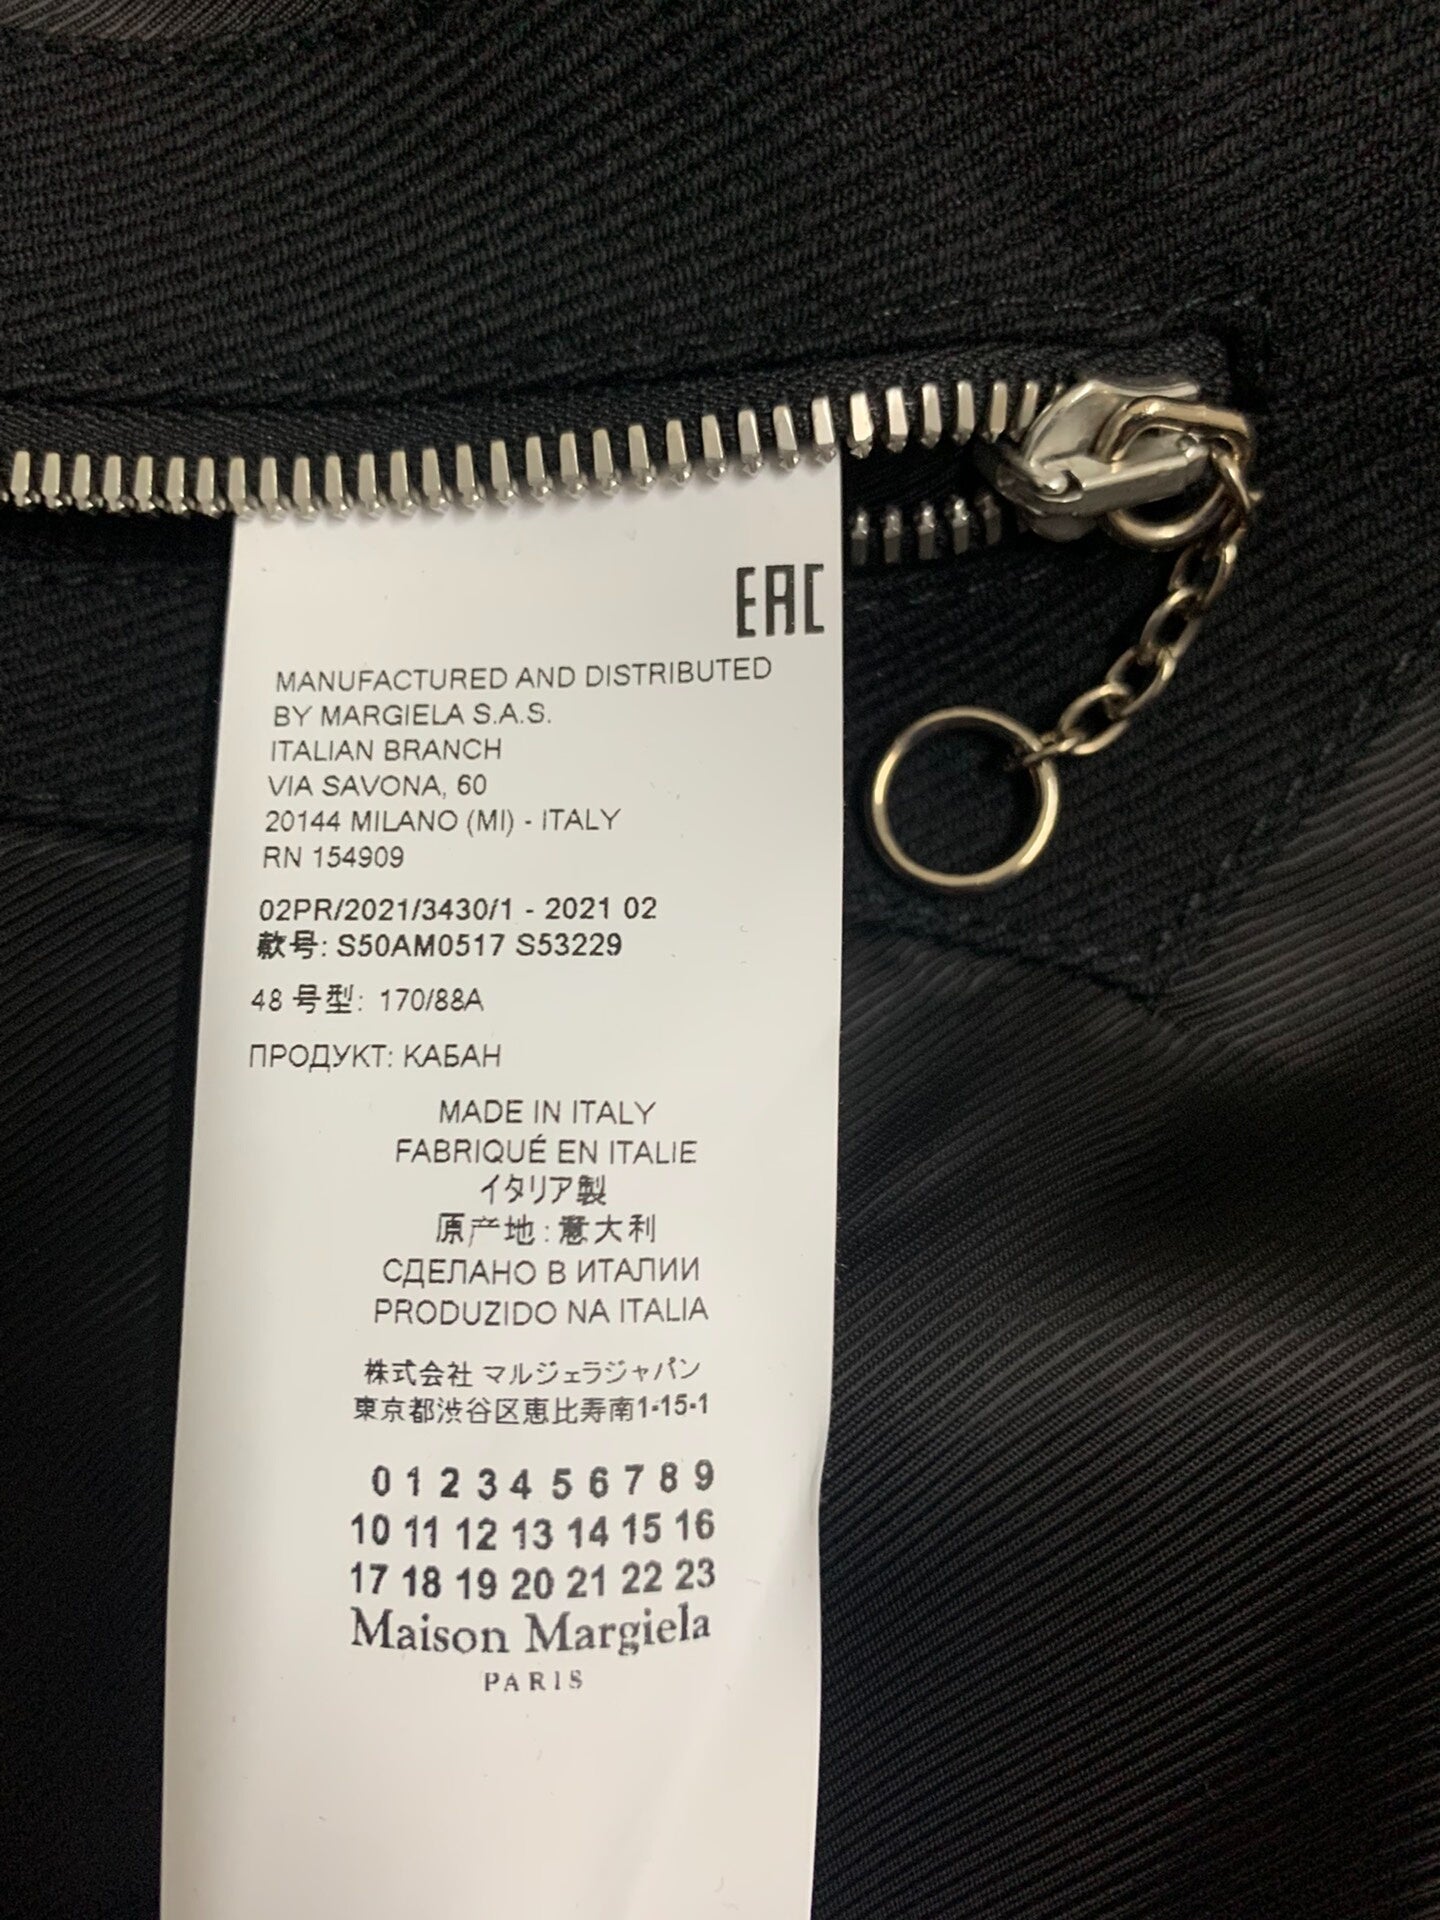 EAC
MANUFACTURED AND DISTRIBUTED
BY MARGIELA S.A.S.
ITALIAN BRANCH
VIA SAVONA, 60
20144 MILANO (MI) - ITALY
RN 154909
02PR/2021/3430/1 - 2021 02
款号: S50AM0517 S53229
48 号型: 170/88A
ПРОДУКТ: КАБАН
MADE IN ITALY
FABRIQUÉ EN ITALIE
イタリア製
原产地: 意大利
СДЕЛАНО В ИТАЛИИ
PRODUZIDO NA ITALIA
株式会社 マルジェラジャパン
東京都渋谷区恵比寿南1-15-1
0 1 2 3 4 5 6 7 8 9
10 11 12 13 14 15 16
17 18 19 20 21 22 23
Maison Margiela
PARIS